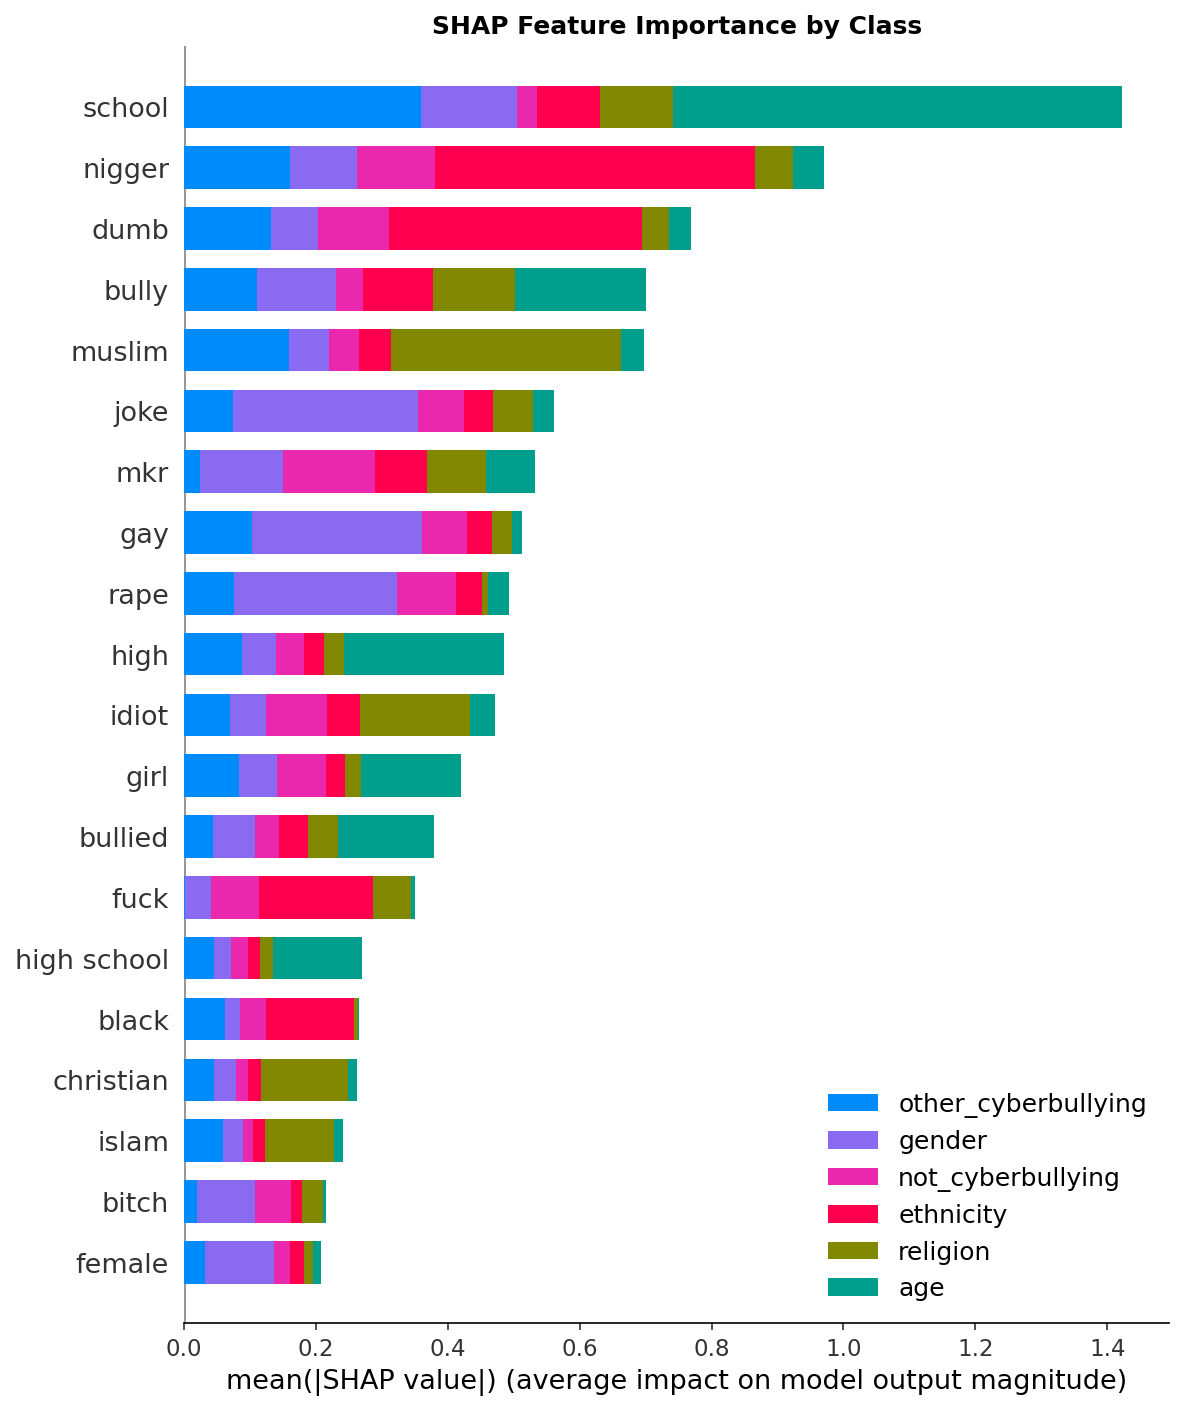 SHAP Feature Importance by Class
school
nigger
dumb
bully
muslim
joke
mkr
gay
rape
high
idiot
girl
bullied
fuck
high school
black
christian
islam
bitch
female
other_cyberbullying
gender
not_cyberbullying
ethnicity
religion
age
0.0 0.2 0.4 0.6 0.8 1.0 1.2 1.4
mean(|SHAP value|) (average impact on model output magnitude)